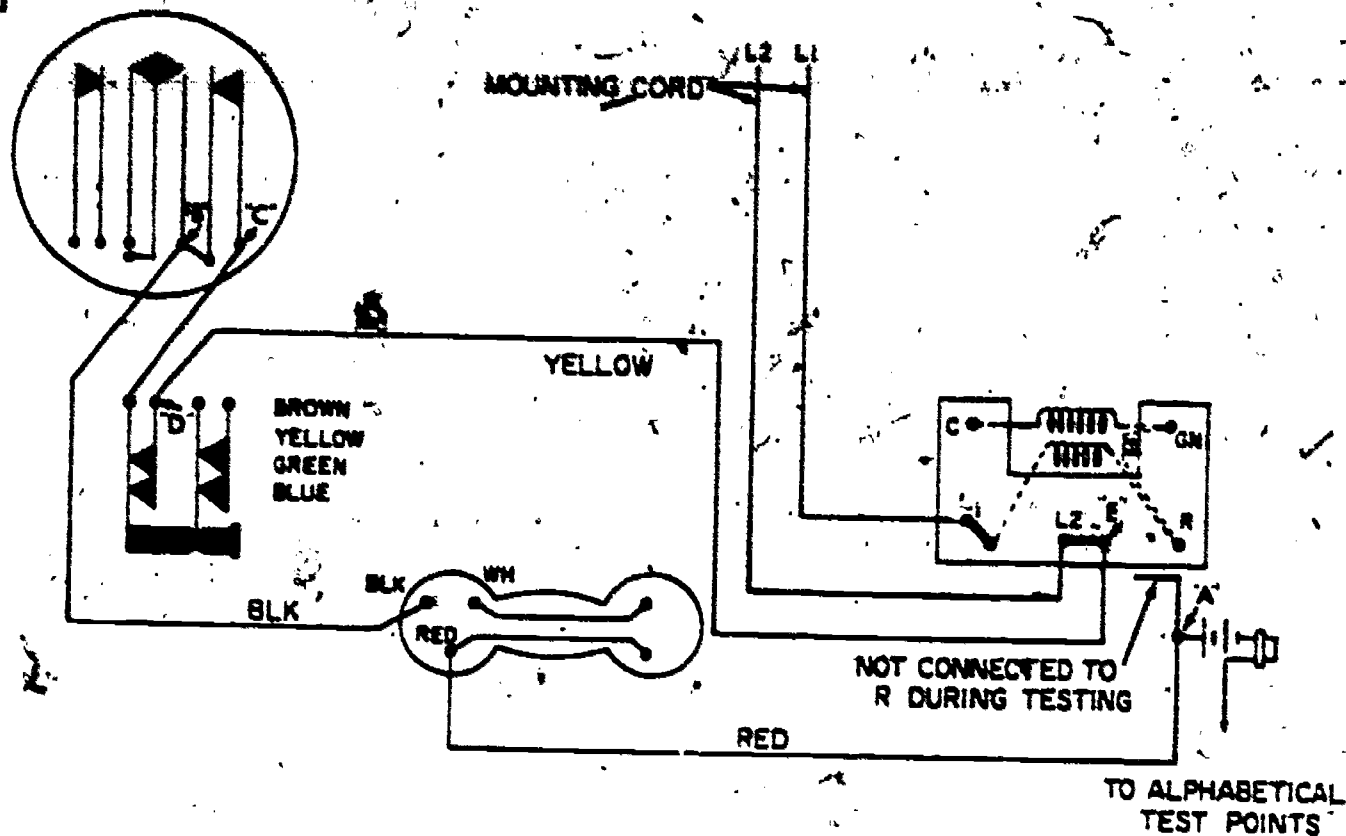 L2 L1
MOUNTING CORD
"B"
"C"
YELLOW
"D"
BROWN
YELLOW
GREEN
BLUE
C
GN
L2
"E"
R
BLK
WH
BLK
RED
"A"
NOT CONNECTED TO
R DURING TESTING
RED
TO ALPHABETICAL
TEST POINTS